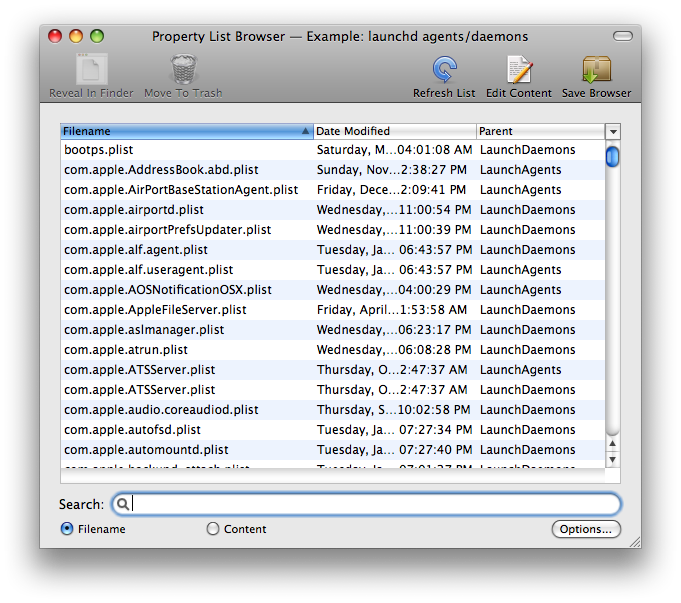 Property List Browser — Example: launchd agents/daemons
Reveal In Finder Move To Trash Refresh List Edit Content Save Browser
Filename Date Modified Parent
bootps.plist Saturday, M...04:01:08 AM LaunchDaemons
com.apple.AddressBook.abd.plist Sunday, Nov...2:38:27 PM LaunchAgents
com.apple.AirPortBaseStationAgent.plist Friday, Dece...2:09:41 PM LaunchAgents
com.apple.airportd.plist Wednesday,...11:00:54 PM LaunchDaemons
com.apple.airportPrefsUpdater.plist Wednesday,...11:00:39 PM LaunchDaemons
com.apple.alf.agent.plist Tuesday, Ja... 06:43:57 PM LaunchDaemons
com.apple.alf.useragent.plist Tuesday, Ja... 06:43:57 PM LaunchAgents
com.apple.AOSNotificationOSX.plist Wednesday,...04:00:29 PM LaunchAgents
com.apple.AppleFileServer.plist Friday, April...1:53:58 AM LaunchDaemons
com.apple.aslmanager.plist Wednesday,...06:23:17 PM LaunchDaemons
com.apple.atrun.plist Wednesday,...06:08:28 PM LaunchDaemons
com.apple.ATSServer.plist Thursday, O...2:47:37 AM LaunchAgents
com.apple.ATSServer.plist Thursday, O...2:47:37 AM LaunchDaemons
com.apple.audio.coreaudiod.plist Thursday, S...10:02:58 PM LaunchDaemons
com.apple.autofsd.plist Tuesday, Ja... 07:27:34 PM LaunchDaemons
com.apple.automountd.plist Tuesday, Ja... 07:27:40 PM LaunchDaemons
Tuesday, Ja... LaunchDaemons
Search:
Filename Content Options...